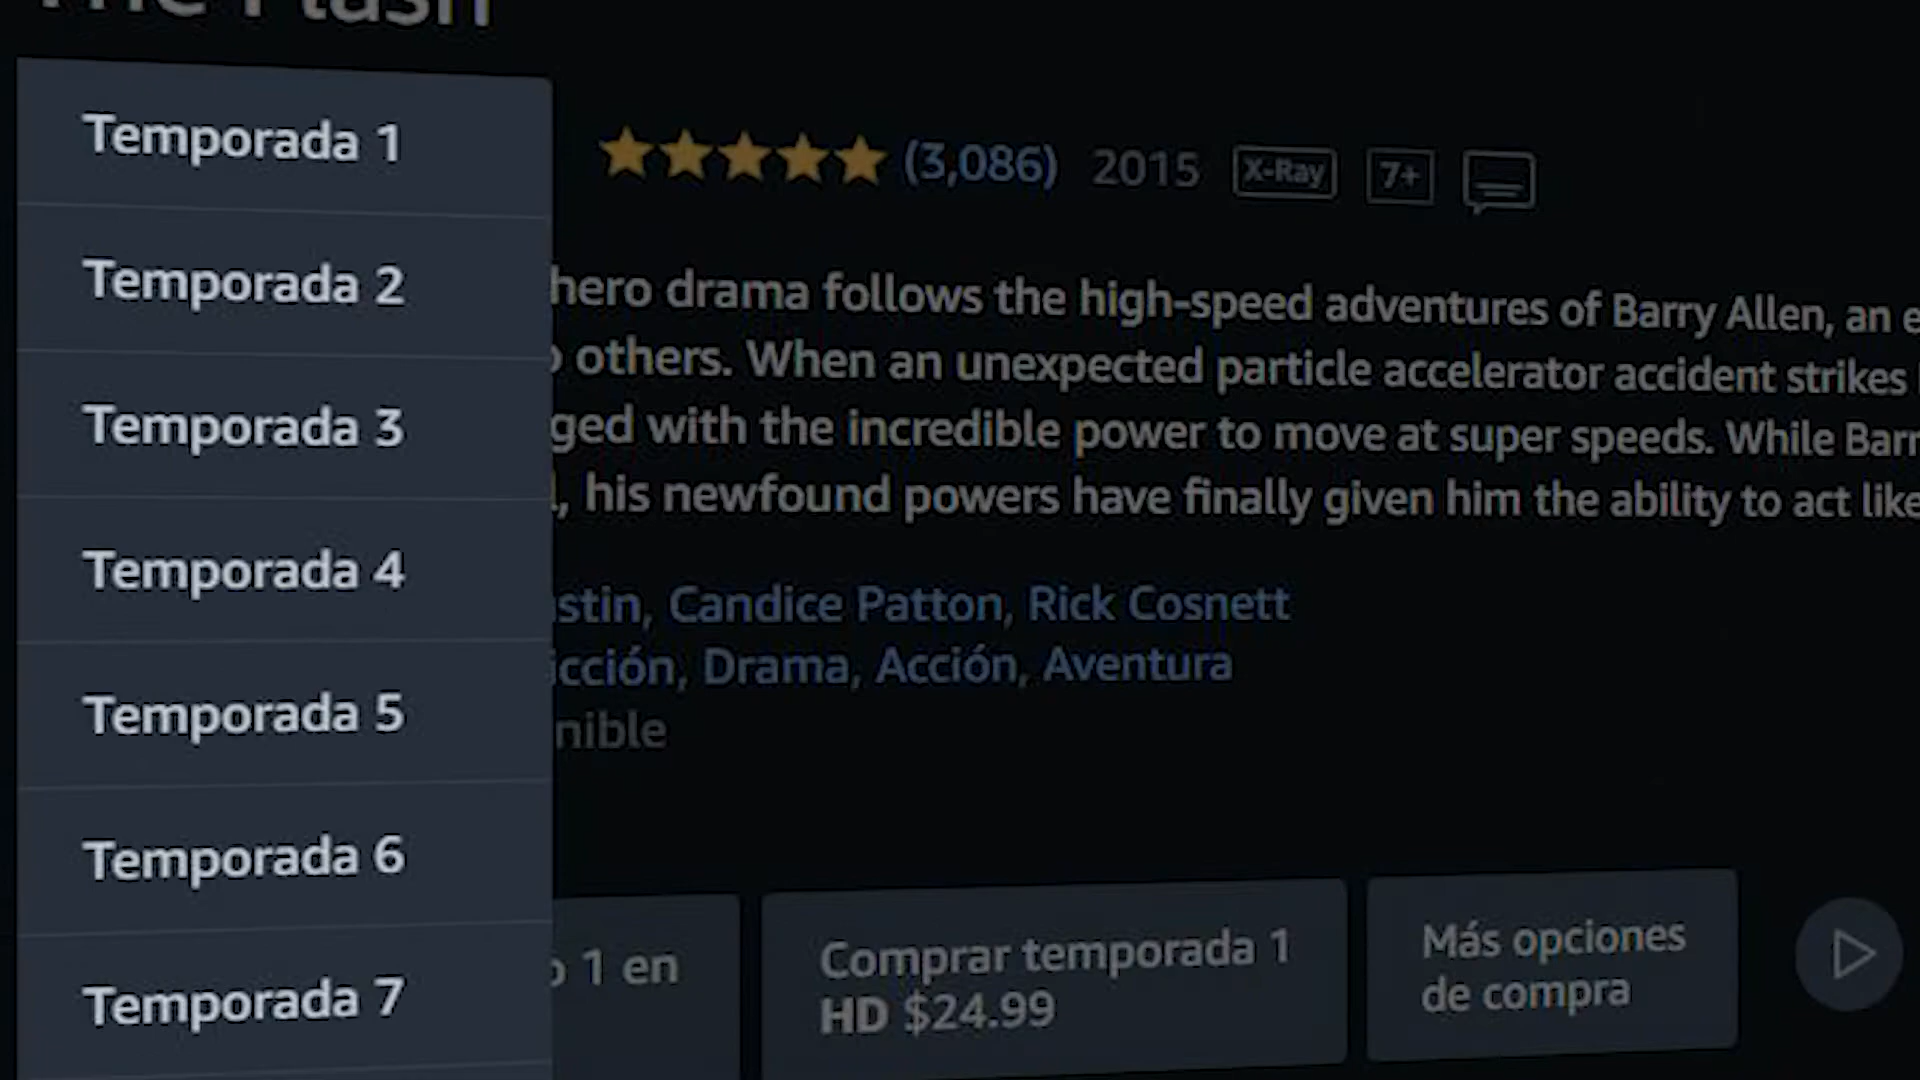 The Flash
Temporada 1
Temporada 2
Temporada 3
Temporada 4
Temporada 5
Temporada 6
Temporada 7
(3,086) 2015 X-Ray 7+
hero drama follows the high-speed adventures of Barry Allen, an e
others. When an unexpected particle accelerator accident strikes
ged with the incredible power to move at super speeds. While Barr
, his newfound powers have finally given him the ability to act like
stin, Candice Patton, Rick Cosnett
icción, Drama, Acción, Aventura
nible
o 1 en
Comprar temporada 1
HD $24.99
Más opciones
de compra